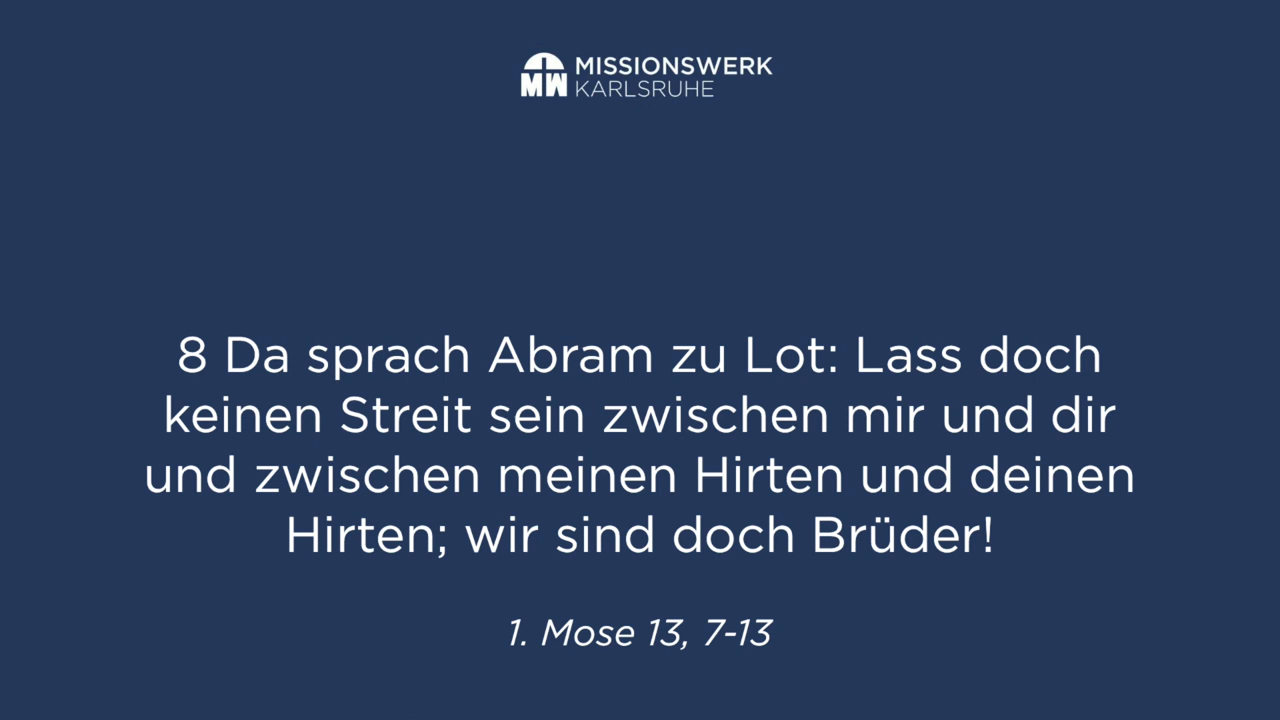 MW MISSIONSWERK
KARLSRUHE
8 Da sprach Abram zu Lot: Lass doch
keinen Streit sein zwischen mir und dir
und zwischen meinen Hirten und deinen
Hirten; wir sind doch Brüder!
1. Mose 13, 7-13